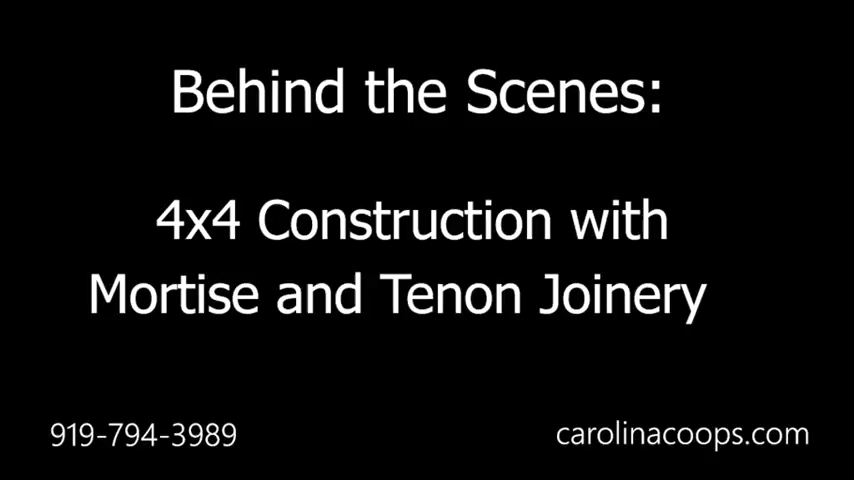 Behind the Scenes:
4x4 Construction with
Mortise and Tenon Joinery
919-794-3989
carolinacoops.com